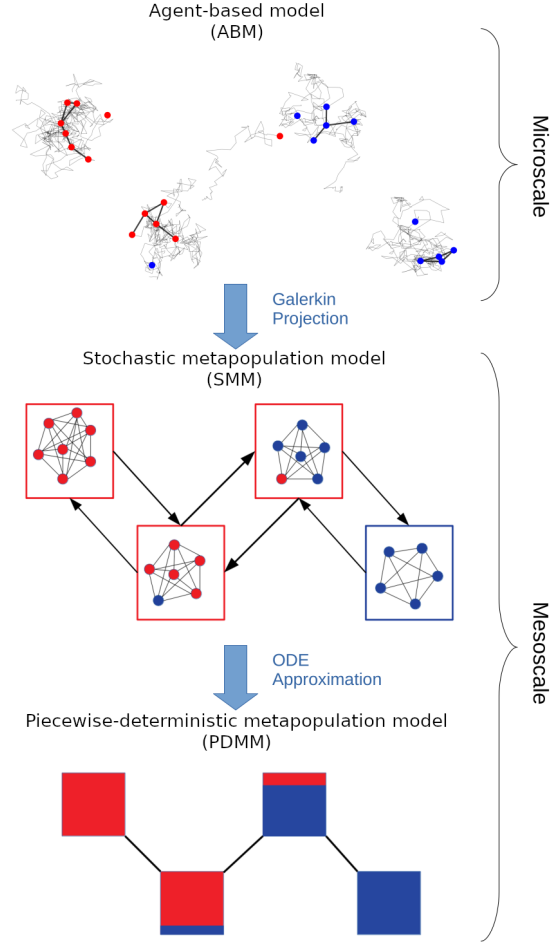 Agent-based model
(ABM)
Microscale
Galerkin
Projection
Stochastic metapopulation model
(SMM)
Mesoscale
ODE
Approximation
Piecewise-deterministic metapopulation model
(PDMM)